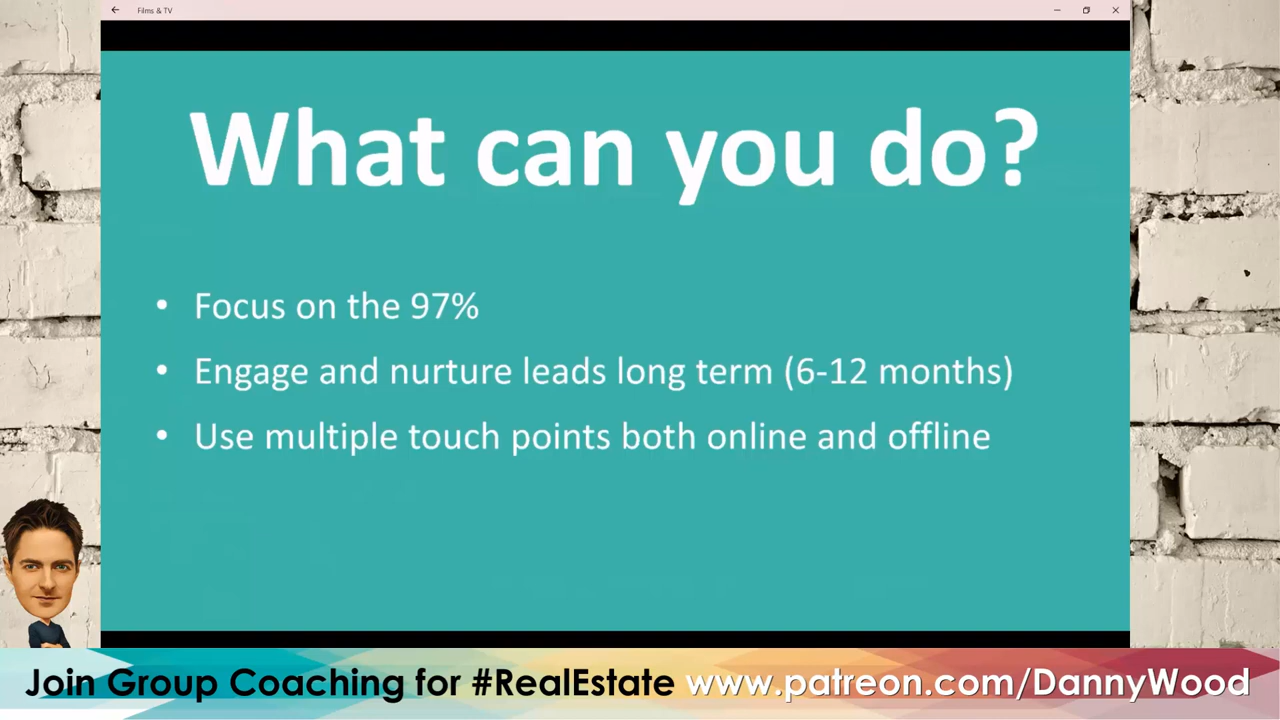 Films & TV
What can you do?
• Focus on the 97%
• Engage and nurture leads long term (6-12 months)
• Use multiple touch points both online and offline
Join Group Coaching for #RealEstate www.patreon.com/DannyWood